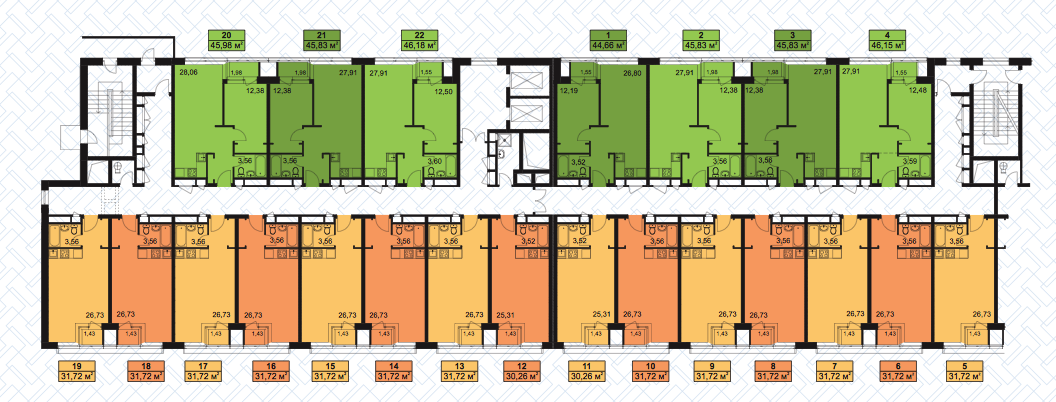 20 21 22 1 2 3 4
45,98 м² 45,83 м² 46,18 м² 44,66 м² 45,83 м² 45,83 м² 46,15 м²
28,06 1,98 1,98 27,91 27,91 1,55 1,55 26,80 27,91 1,98 1,98 27,91 27,91 1,55
12,38 12,38 12,50 12,19 12,38 12,38 12,48
3,56 3,56 3,60 3,52 3,56 3,56 3,59
3,56 3,56 3,56 3,56 3,56 3,56 3,56 3,52 3,52 3,56 3,56 3,56 3,56 3,56 3,56
26,73 26,73 26,73 26,73 26,73 26,73 26,73 25,31 25,31 26,73 26,73 26,73 26,73 26,73 26,73
1,43 1,43 1,43 1,43 1,43 1,43 1,43 1,43 1,43 1,43 1,43 1,43 1,43 1,43 1,43
19 18 17 16 15 14 13 12 11 10 9 8 7 6 5
31,72 м² 31,72 м² 31,72 м² 31,72 м² 31,72 м² 31,72 м² 31,72 м² 30,26 м² 30,26 м² 31,72 м² 31,72 м² 31,72 м² 31,72 м² 31,72 м² 31,72 м²